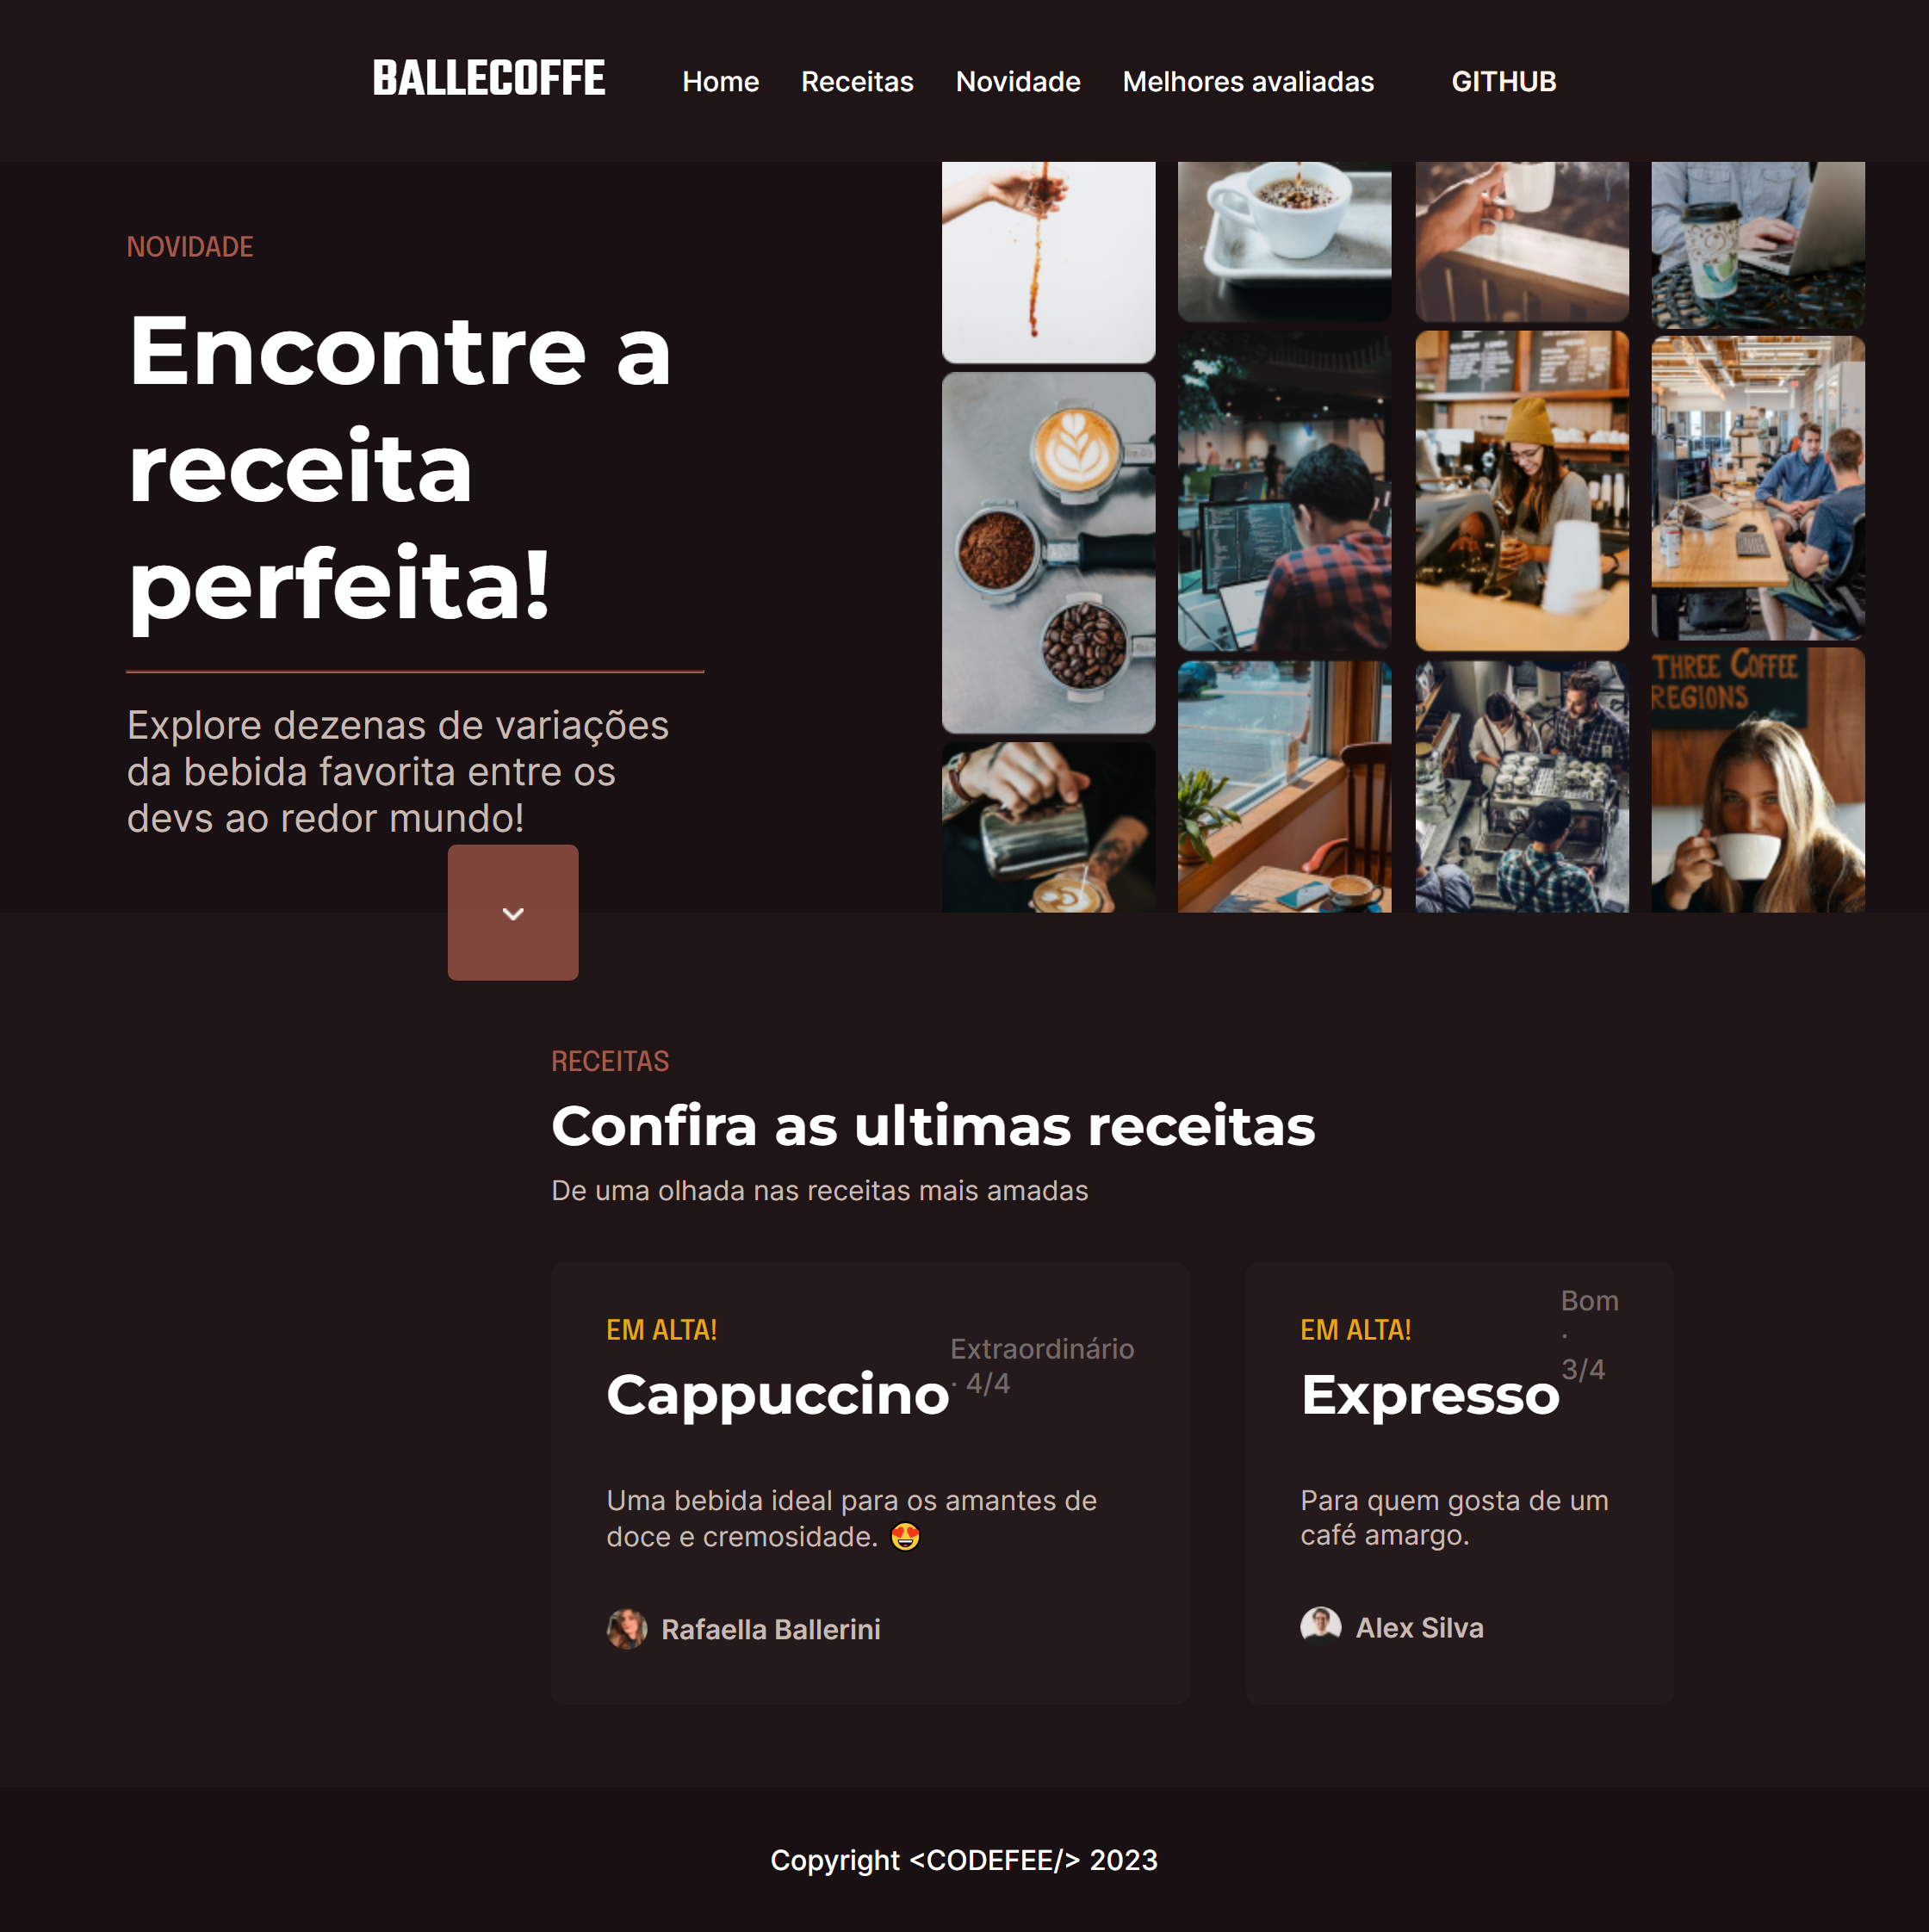 BALLECOFFE
Home Receitas Novidade Melhores avaliadas GITHUB
NOVIDADE
Encontre a
receita
perfeita!
Explore dezenas de variações
da bebida favorita entre os
devs ao redor mundo!
THREE COFFEE
REGIONS
RECEITAS
Confira as ultimas receitas
De uma olhada nas receitas mais amadas
EM ALTA!
Cappuccino
Extraordinário
· 4/4
Uma bebida ideal para os amantes de
doce e cremosidade. 😍
Rafaella Ballerini
EM ALTA!
Expresso
Bom
·
3/4
Para quem gosta de um
café amargo.
Alex Silva
Copyright <CODEFEE/> 2023